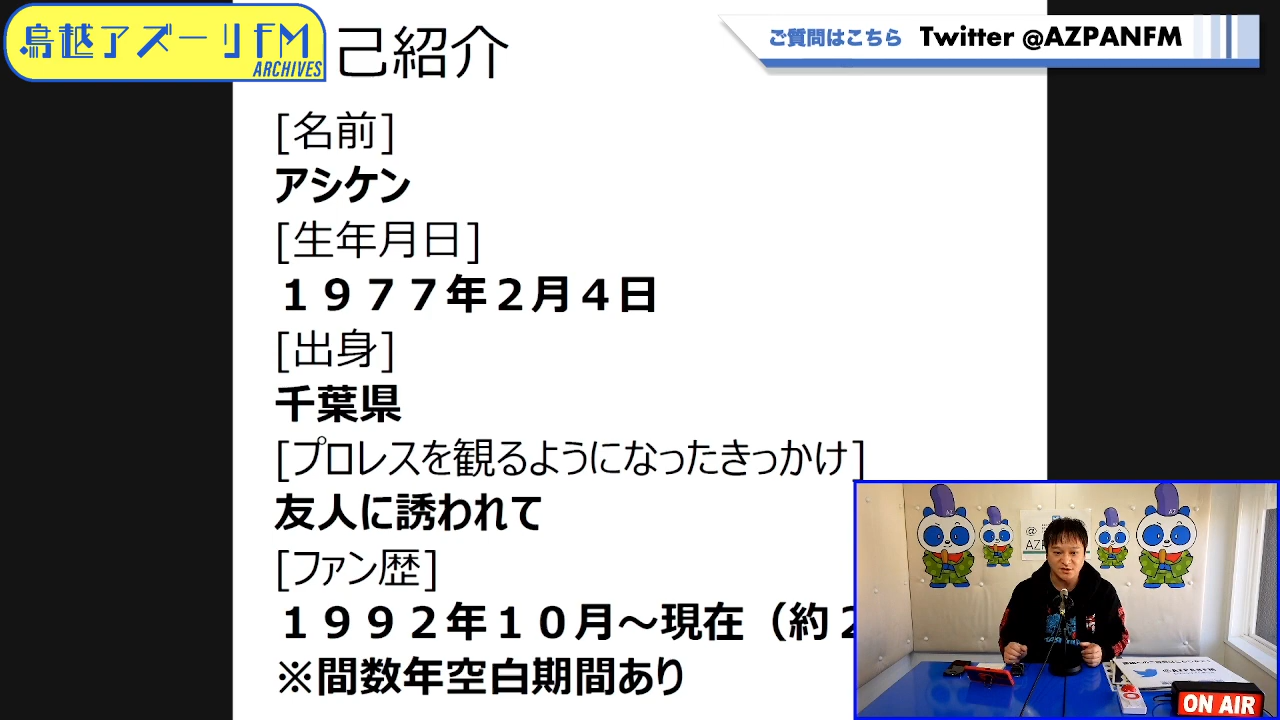 鳥越アズーリFM
ARCHIVES
己紹介
ご質問はこちら Twitter @AZPANFM
[名前]
アシケン
[生年月日]
１９７７年２月４日
[出身]
千葉県
[プロレスを観るようになったきっかけ]
友人に誘われて
[ファン歴]
１９９２年１０月～現在（約２
※間数年空白期間あり
AZ
AZ
@AZPANFM
ON AIR